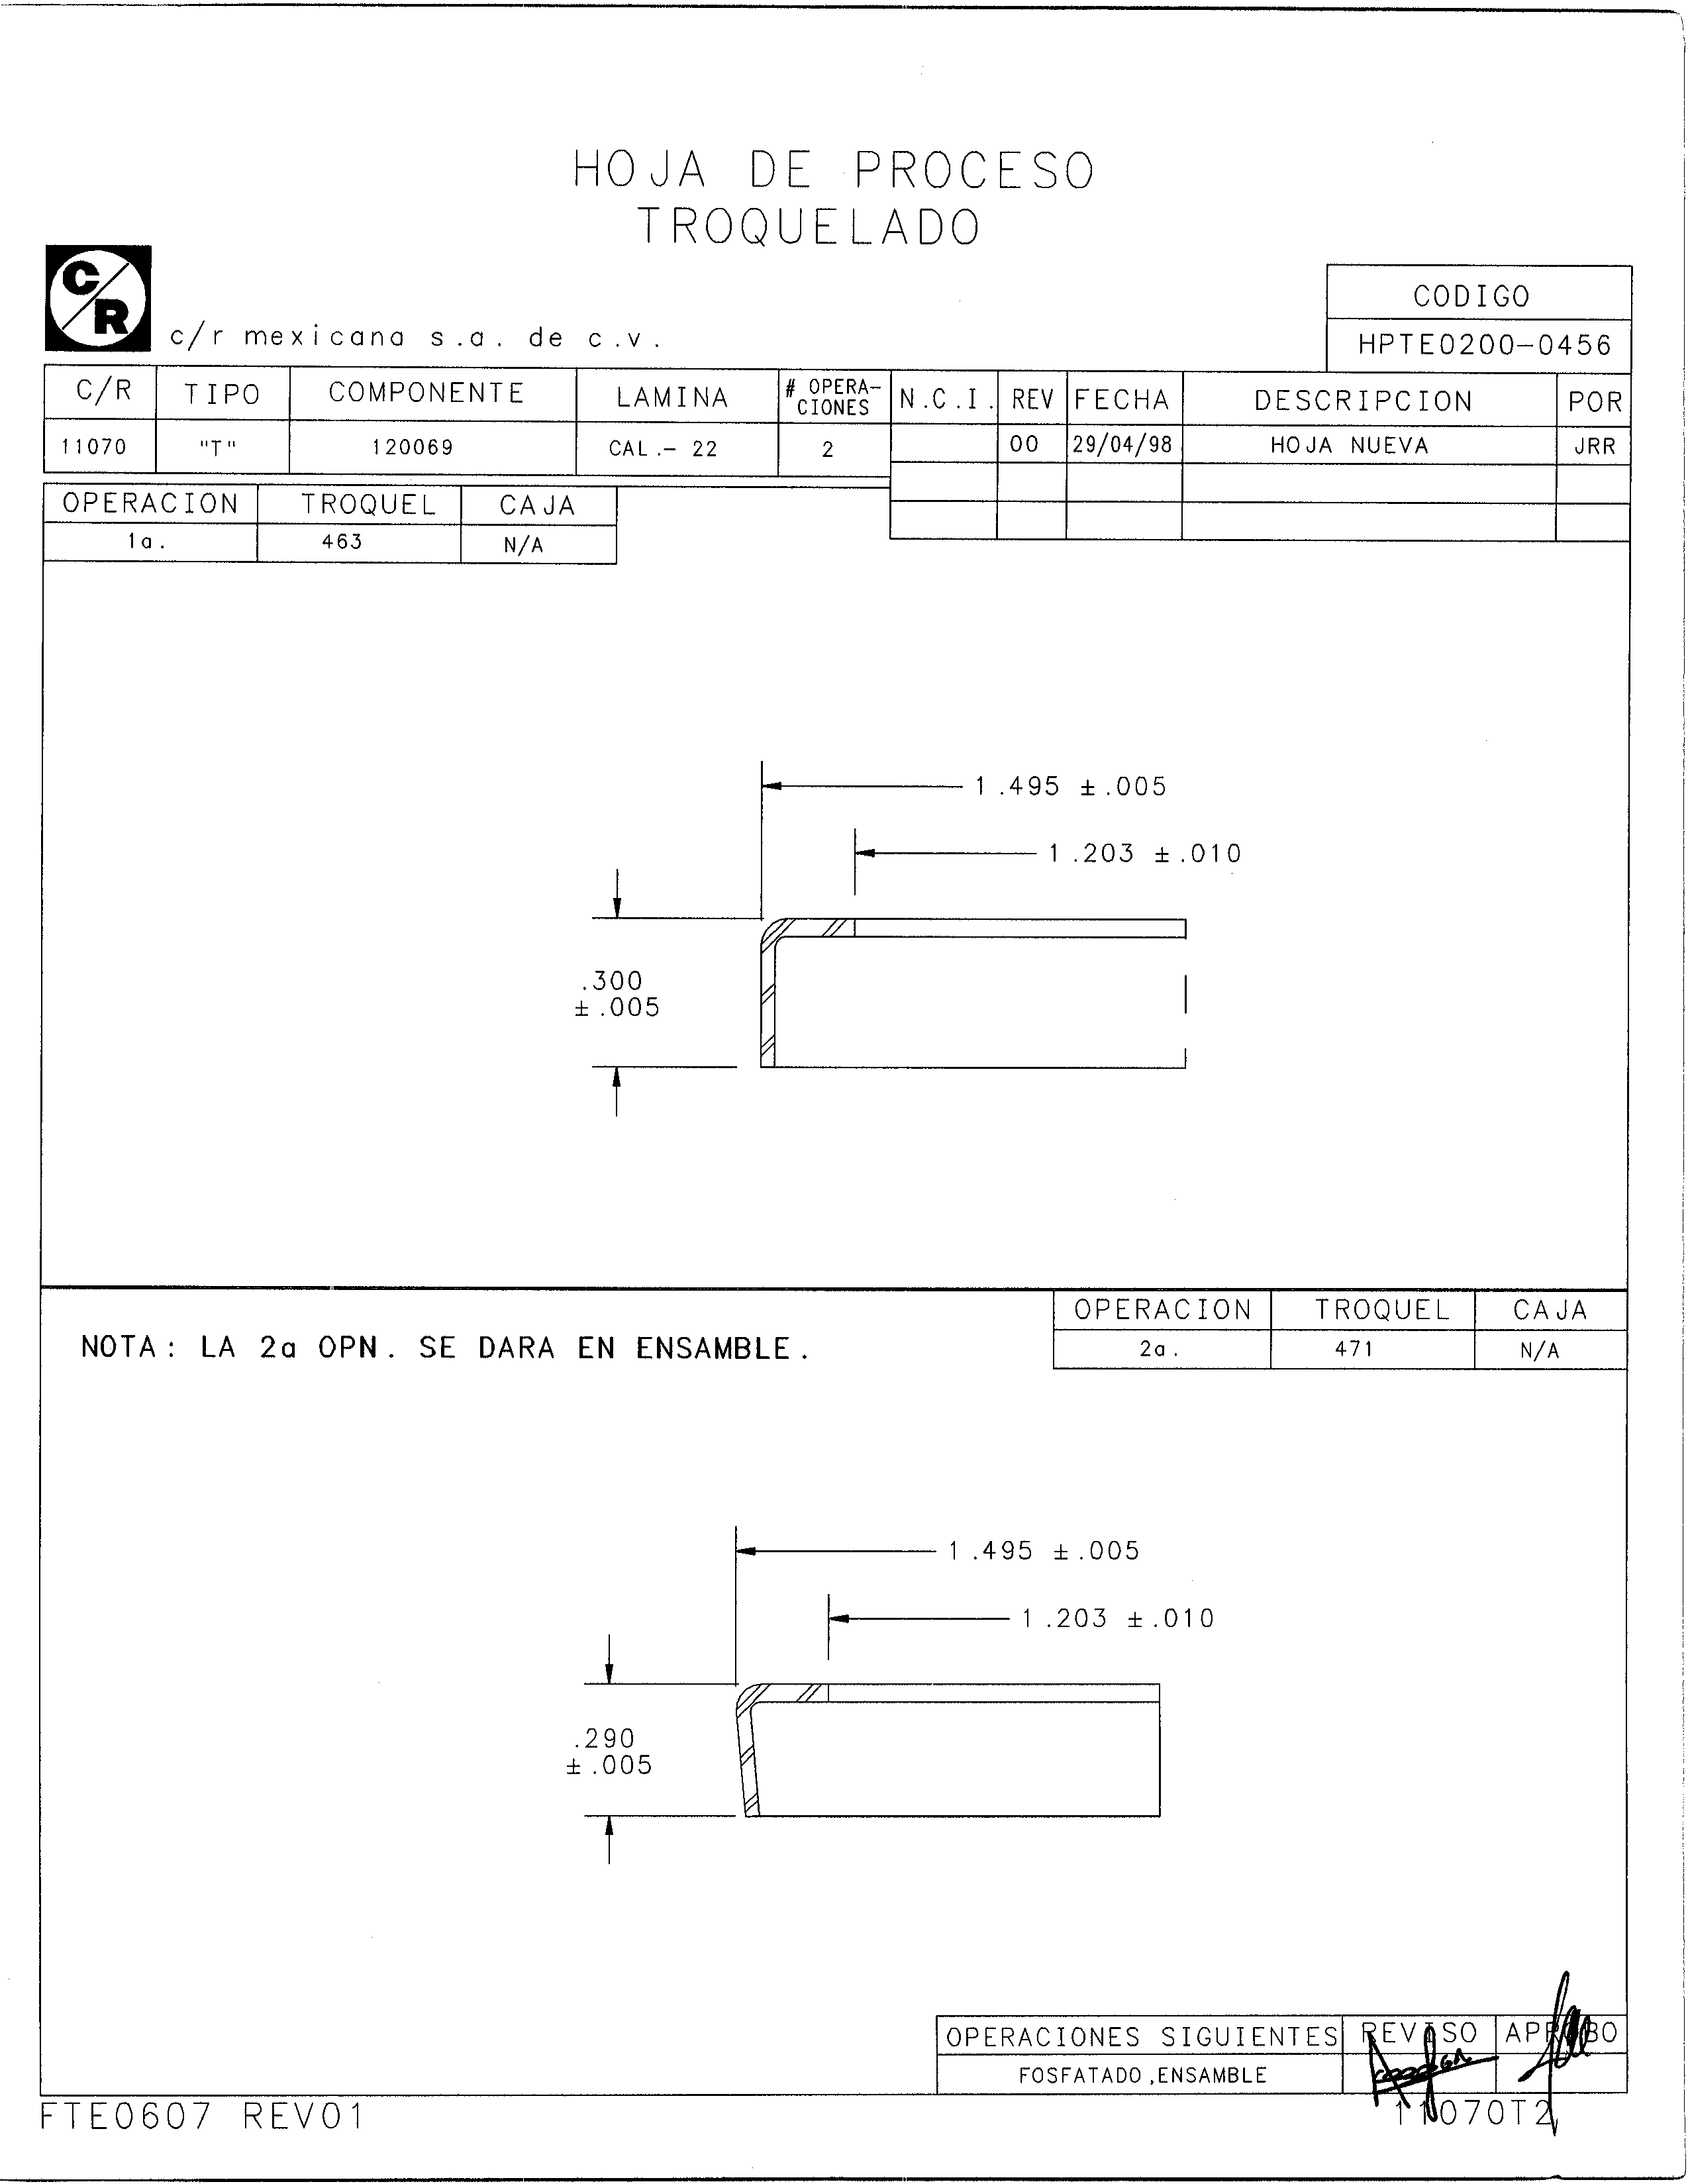 HOJA DE PROCESO
TROQUELADO
C/R
c/r mexicana s.a. de c.v.
CODIGO
HPTE0200-0456
C/R TIPO COMPONENTE LAMINA # OPERA-CIONES N.C.I. REV FECHA DESCRIPCION POR
11070 "T" 120069 CAL.- 22 2 00 29/04/98 HOJA NUEVA JRR
OPERACION TROQUEL CAJA
1a. 463 N/A
1.495 ±.005
1.203 ±.010
.300
±.005
OPERACION TROQUEL CAJA
NOTA: LA 2a OPN. SE DARA EN ENSAMBLE.
2a. 471 N/A
1.495 ±.005
1.203 ±.010
.290
±.005
OPERACIONES SIGUIENTES REVISO APROBO
FOSFATADO,ENSAMBLE
FTE0607 REV01
11070T2